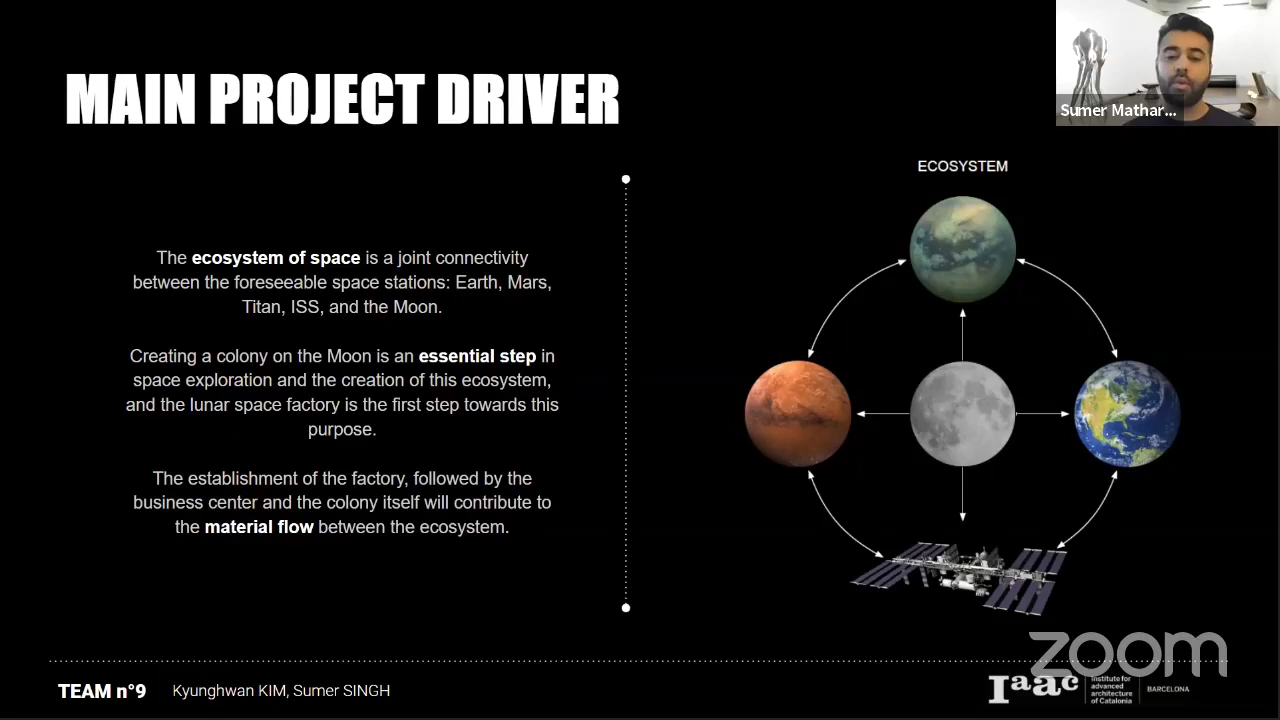 MAIN PROJECT DRIVER
Sumer Mathar...
ECOSYSTEM
The ecosystem of space is a joint connectivity
between the foreseeable space stations: Earth, Mars,
Titan, ISS, and the Moon.
Creating a colony on the Moon is an essential step in
space exploration and the creation of this ecosystem,
and the lunar space factory is the first step towards this
purpose.
The establishment of the factory, followed by the
business center and the colony itself will contribute to
the material flow between the ecosystem.
zoom
TEAM n°9 Kyunghwan KIM, Sumer SINGH
Iaac
Institute for
advanced
architecture
of Catalonia
BARCELONA